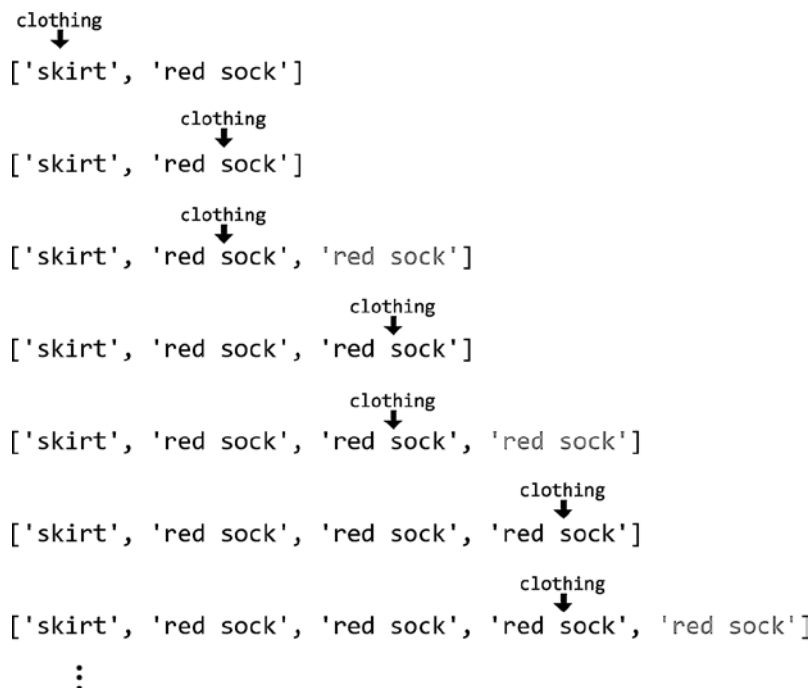 clothing
['skirt', 'red sock']
clothing
['skirt', 'red sock']
clothing
['skirt', 'red sock', 'red sock']
clothing
['skirt', 'red sock', 'red sock']
clothing
['skirt', 'red sock', 'red sock', 'red sock']
clothing
['skirt', 'red sock', 'red sock', 'red sock']
clothing
['skirt', 'red sock', 'red sock', 'red sock', 'red sock']
⋮